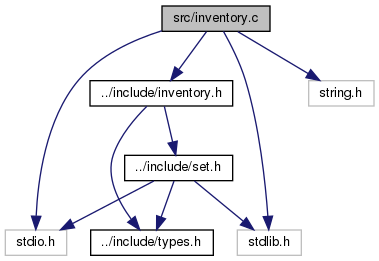 src/inventory.c
../include/inventory.h
string.h
../include/set.h
stdio.h
../include/types.h
stdlib.h